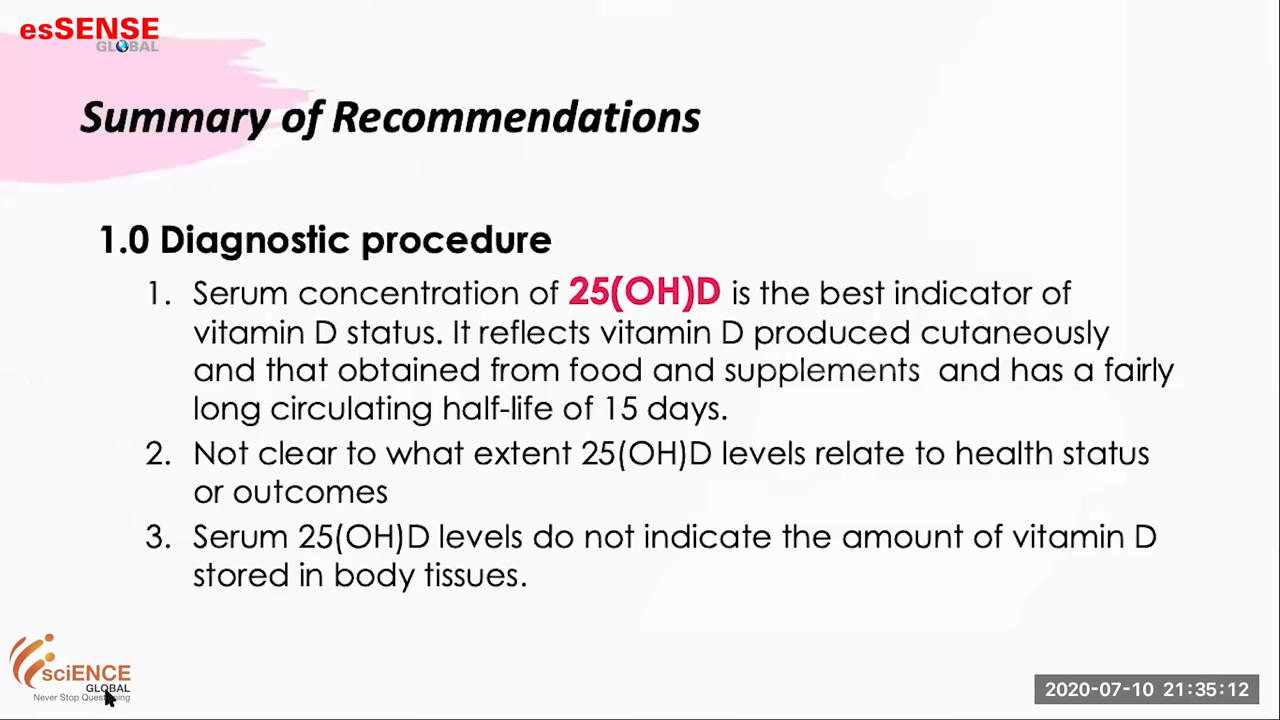 esSENSE
GLOBAL
Summary of Recommendations
1.0 Diagnostic procedure
1. Serum concentration of 25(OH)D is the best indicator of
vitamin D status. It reflects vitamin D produced cutaneously
and that obtained from food and supplements and has a fairly
long circulating half-life of 15 days.
2. Not clear to what extent 25(OH)D levels relate to health status
or outcomes
3. Serum 25(OH)D levels do not indicate the amount of vitamin D
stored in body tissues.
sciENCE
GLOBAL
Never Stop Questioning
2020-07-10 21:35:12